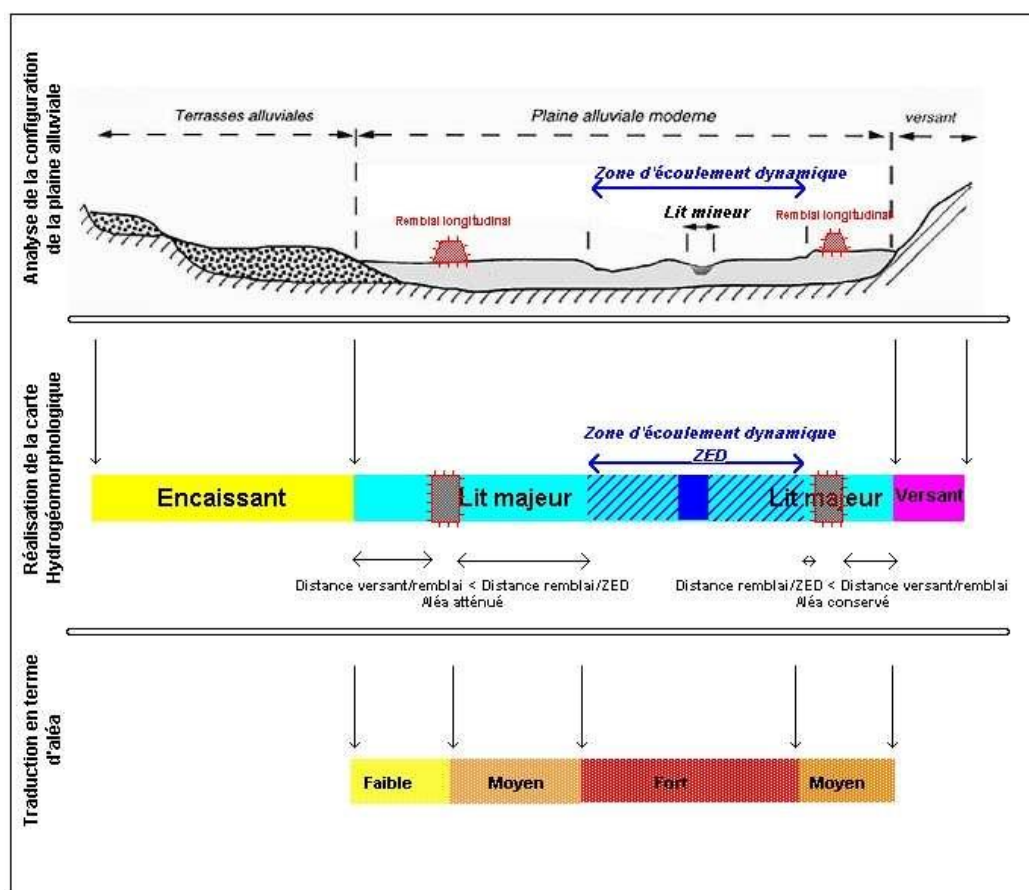 Analyse de la configuration
de la plaine alluviale
Terrasses alluviales
Plaine alluviale moderne
versant
Zone d'écoulement dynamique
Remblai longitudinal
Lit mineur
Remblai longitudinal
Réalisation de la carte
Hydrogéomorphologique
Zone d'écoulement dynamique
ZED
Encaissant
Lit majeur
Lit majeur
Versant
Distance versant/remblai < Distance remblai/ZED
Aléa atténué
Distance remblai/ZED < Distance versant/remblai
Aléa conservé
Traduction en terme
d'aléa
Faible
Moyen
Fort
Moyen